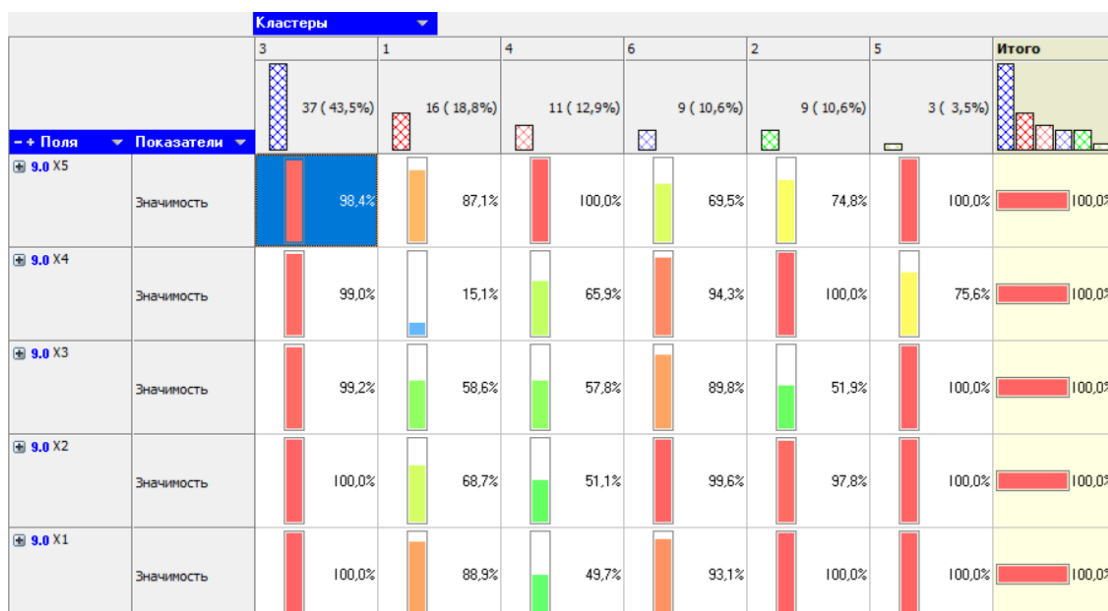 Кластеры
3 1 4 6 2 5 Итого
37 ( 43,5%) 16 ( 18,8%) 11 ( 12,9%) 9 ( 10,6%) 9 ( 10,6%) 3 ( 3,5%)
− + Поля Показатели
9.0 X5
Значимость 98,4% 87,1% 100,0% 69,5% 74,8% 100,0% 100,0%
9.0 X4
Значимость 99,0% 15,1% 65,9% 94,3% 100,0% 75,6% 100,0%
9.0 X3
Значимость 99,2% 58,6% 57,8% 89,8% 51,9% 100,0% 100,0%
9.0 X2
Значимость 100,0% 68,7% 51,1% 99,6% 97,8% 100,0% 100,0%
9.0 X1
Значимость 100,0% 88,9% 49,7% 93,1% 100,0% 100,0% 100,0%